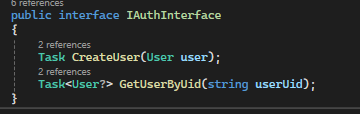 6 references
public interface IAuthInterface
{
2 references
Task CreateUser(User user);
2 references
Task<User?> GetUserByUid(string userUid);
}